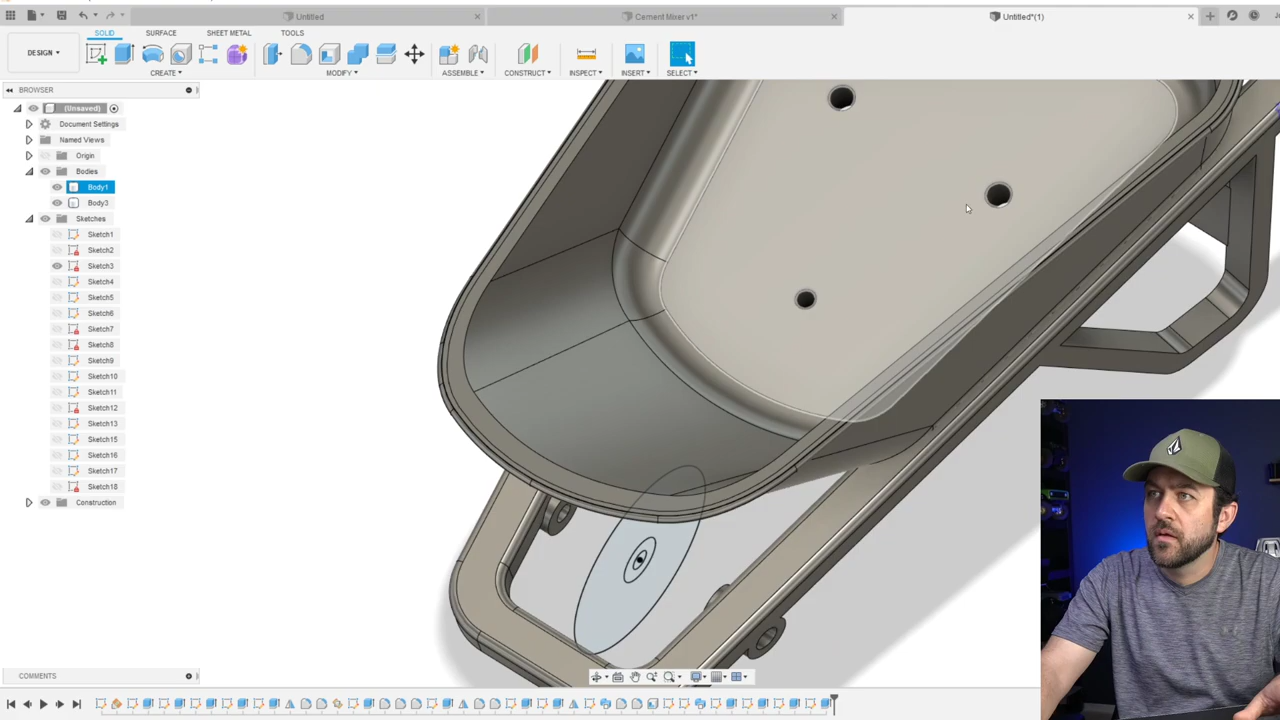 Untitled
Cement Mixer v1*
Untitled*(1)
DESIGN
SOLID
SURFACE
SHEET METAL
TOOLS
CREATE
MODIFY
ASSEMBLE
CONSTRUCT
INSPECT
INSERT
SELECT
BROWSER
(Unsaved)
Document Settings
Named Views
Origin
Bodies
Body1
Body3
Sketches
Sketch1
Sketch2
Sketch3
Sketch4
Sketch5
Sketch6
Sketch7
Sketch8
Sketch9
Sketch10
Sketch11
Sketch12
Sketch13
Sketch15
Sketch16
Sketch17
Sketch18
Construction
COMMENTS